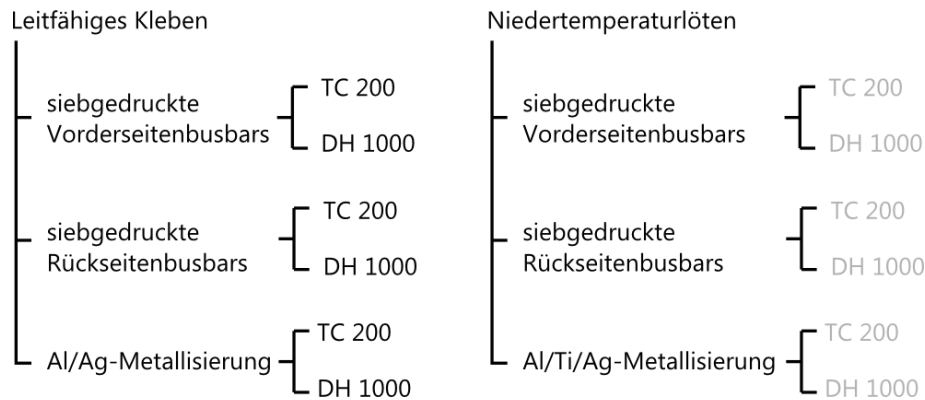 Leitfähiges Kleben
siebgedruckte
Vorderseitenbusbars
TC 200
DH 1000
siebgedruckte
Rückseitenbusbars
TC 200
DH 1000
Al/Ag-Metallisierung
TC 200
DH 1000
Niedertemperaturlöten
siebgedruckte
Vorderseitenbusbars
TC 200
DH 1000
siebgedruckte
Rückseitenbusbars
TC 200
DH 1000
Al/Ti/Ag-Metallisierung
TC 200
DH 1000